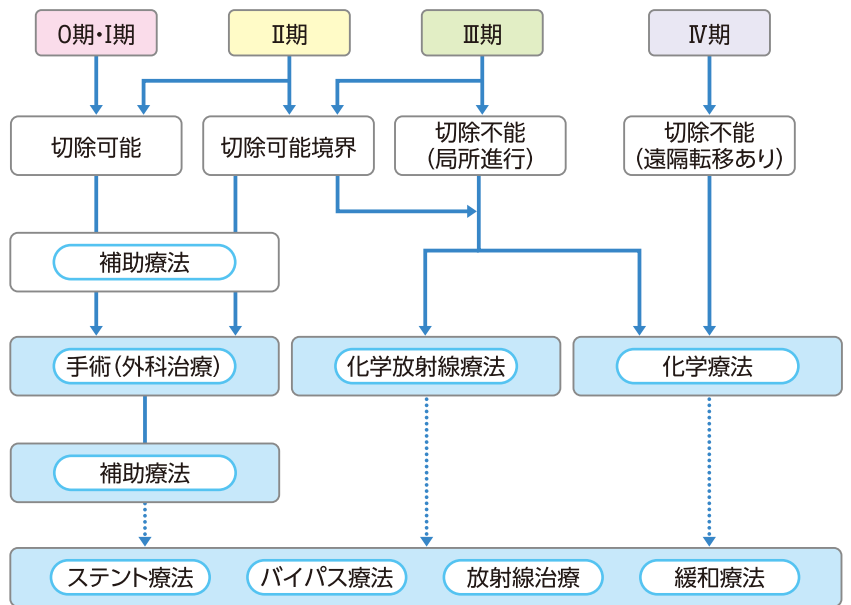 0期・Ⅰ期
Ⅱ期
Ⅲ期
Ⅳ期
切除可能
切除可能境界
切除不能
(局所進行)
切除不能
(遠隔転移あり)
補助療法
手術(外科治療)
化学放射線療法
化学療法
補助療法
ステント療法
バイパス療法
放射線治療
緩和療法